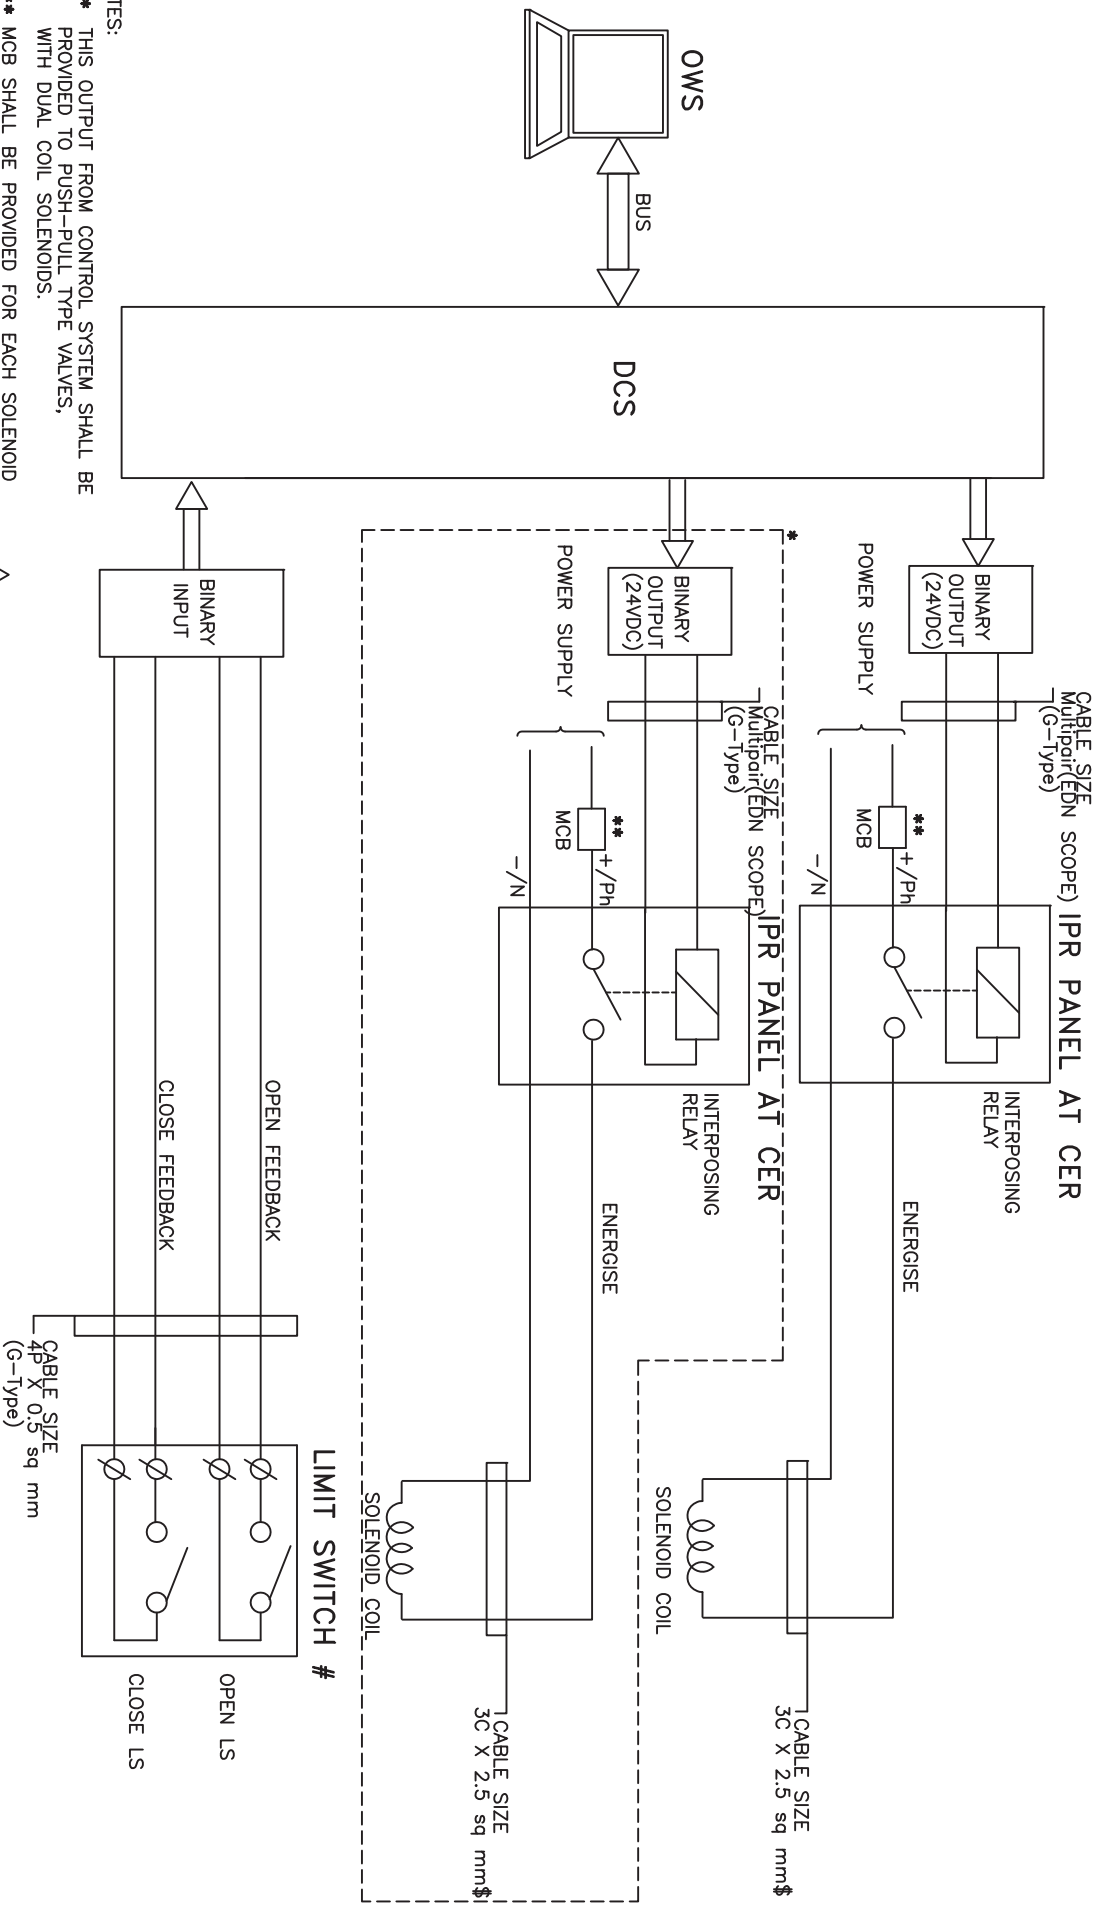 OWS
BUS
DCS
BINARY
OUTPUT
(24VDC)
CABLE SIZE
Multipair(EDN SCOPE)
(G-Type)
POWER SUPPLY
**
MCB
+/Ph
-/N
IPR PANEL AT CER
INTERPOSING
RELAY
ENERGISE
SOLENOID COIL
CABLE SIZE
3C X 2.5 sq mm$
*
BINARY
OUTPUT
(24VDC)
CABLE SIZE
Multipair(EDN SCOPE)
(G-Type)
POWER SUPPLY
**
MCB
+/Ph
-/N
IPR PANEL AT CER
INTERPOSING
RELAY
ENERGISE
SOLENOID COIL
CABLE SIZE
3C X 2.5 sq mm$
BINARY
INPUT
OPEN FEEDBACK
CLOSE FEEDBACK
CABLE SIZE
4P X 0.5 sq mm
(G-Type)
LIMIT SWITCH #
OPEN LS
CLOSE LS
TES:
* THIS OUTPUT FROM CONTROL SYSTEM SHALL BE
PROVIDED TO PUSH-PULL TYPE VALVES,
WITH DUAL COIL SOLENOIDS.
** MCB SHALL BE PROVIDED FOR EACH SOLENOID